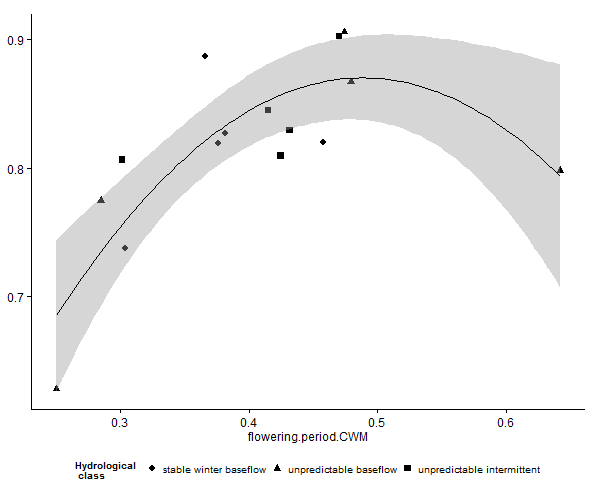 0.9
0.8
0.7
0.3 0.4 0.5 0.6
flowering.period.CWM
Hydrological
class
stable winter baseflow unpredictable baseflow unpredictable intermittent